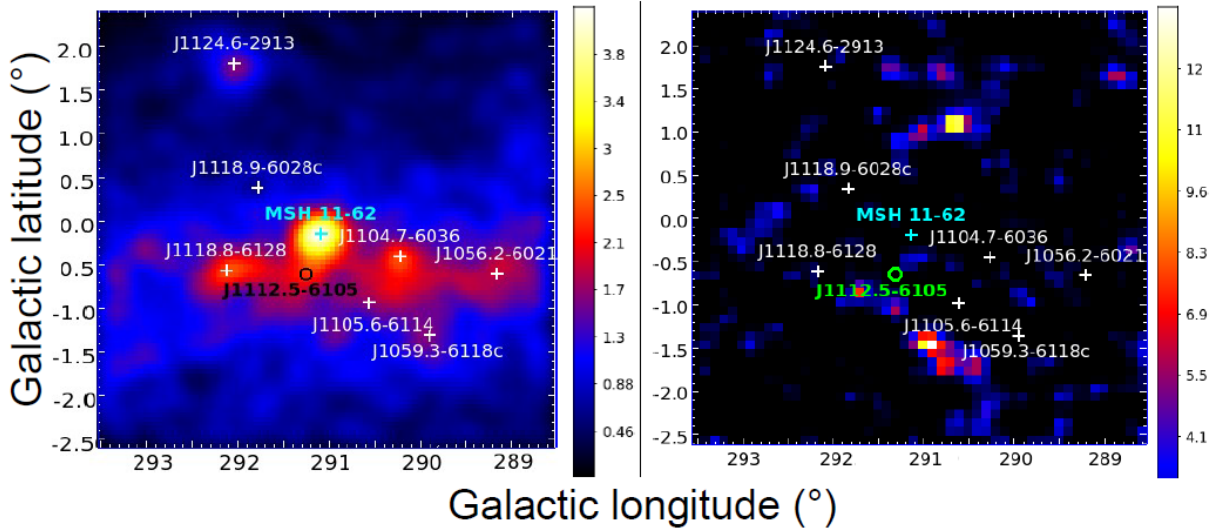 Galactic latitude (°)
2.0
1.5
1.0
0.5
0.0
-0.5
-1.0
-1.5
-2.0
-2.5
J1124.6-2913
J1118.9-6028c
MSH 11-62
J1118.8-6128
J1104.7-6036
J1056.2-6021
J1112.5-6105
J1105.6-6114
J1059.3-6118c
293 292 291 290 289
3.8
3.4
3
2.5
2.1
1.7
1.3
0.88
0.46
2.0
1.5
1.0
0.5
0.0
-0.5
-1.0
-1.5
-2.0
-2.5
J1124.6-2913
J1118.9-6028c
MSH 11-62
J1118.8-6128
J1104.7-6036
J1056.2-6021
J1112.5-6105
J1105.6-6114
J1059.3-6118c
293 292 291 290 289
12
11
9.6
8.2
6.9
5.5
4.1
Galactic longitude (°)